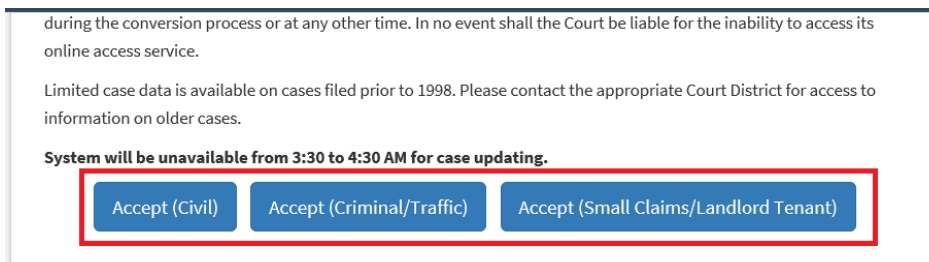 during the conversion process or at any other time. In no event shall the Court be liable for the inability to access its
online access service.
Limited case data is available on cases filed prior to 1998. Please contact the appropriate Court District for access to
information on older cases.
System will be unavailable from 3:30 to 4:30 AM for case updating.
Accept (Civil) Accept (Criminal/Traffic) Accept (Small Claims/Landlord Tenant)